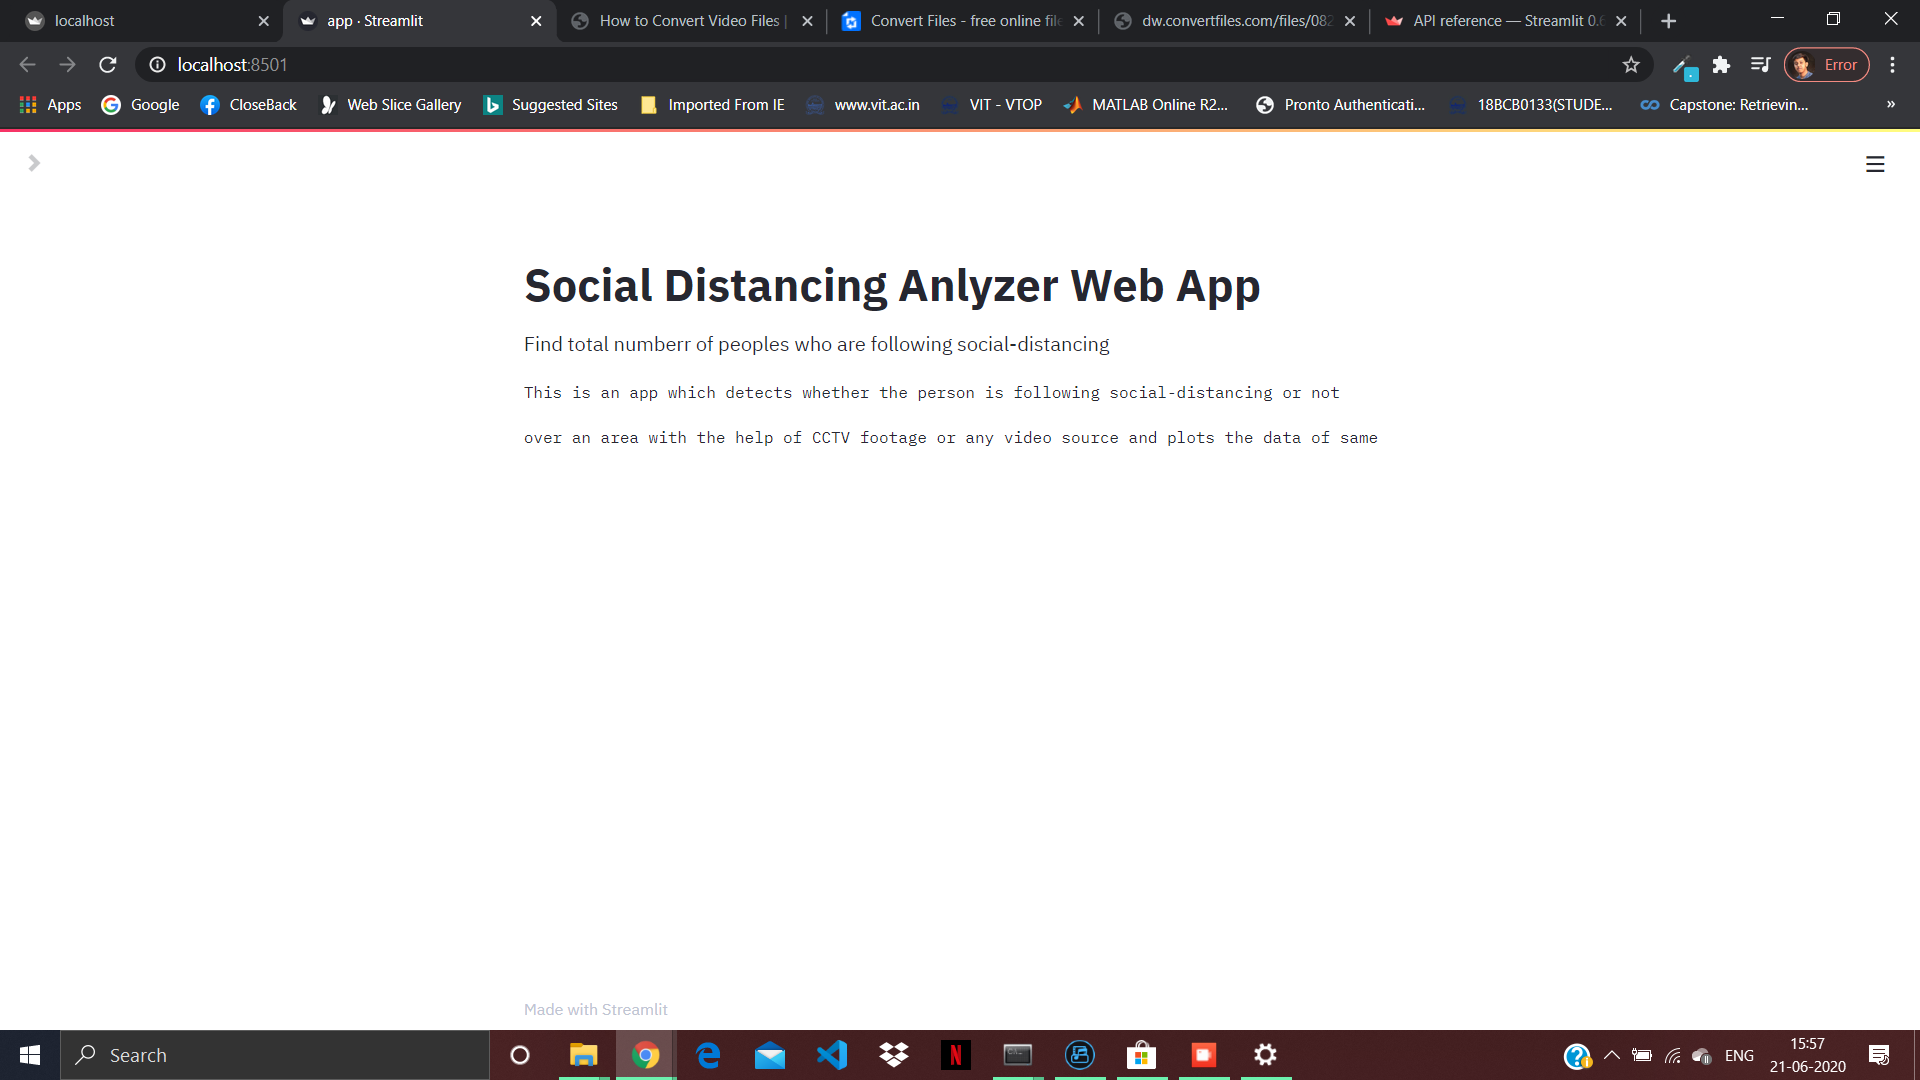 localhost
app · Streamlit
How to Convert Video Files |
Convert Files - free online file
dw.convertfiles.com/files/082
API reference — Streamlit 0.6
localhost:8501
Error
Apps
Google
CloseBack
Web Slice Gallery
Suggested Sites
Imported From IE
www.vit.ac.in
VIT - VTOP
MATLAB Online R2...
Pronto Authenticati...
18BCB0133(STUDE...
Capstone: Retrievin...
»
Social Distancing Anlyzer Web App
Find total numberr of peoples who are following social-distancing
This is an app which detects whether the person is following social-distancing or not
over an area with the help of CCTV footage or any video source and plots the data of same
Made with Streamlit
Search
ENG
15:57
21-06-2020